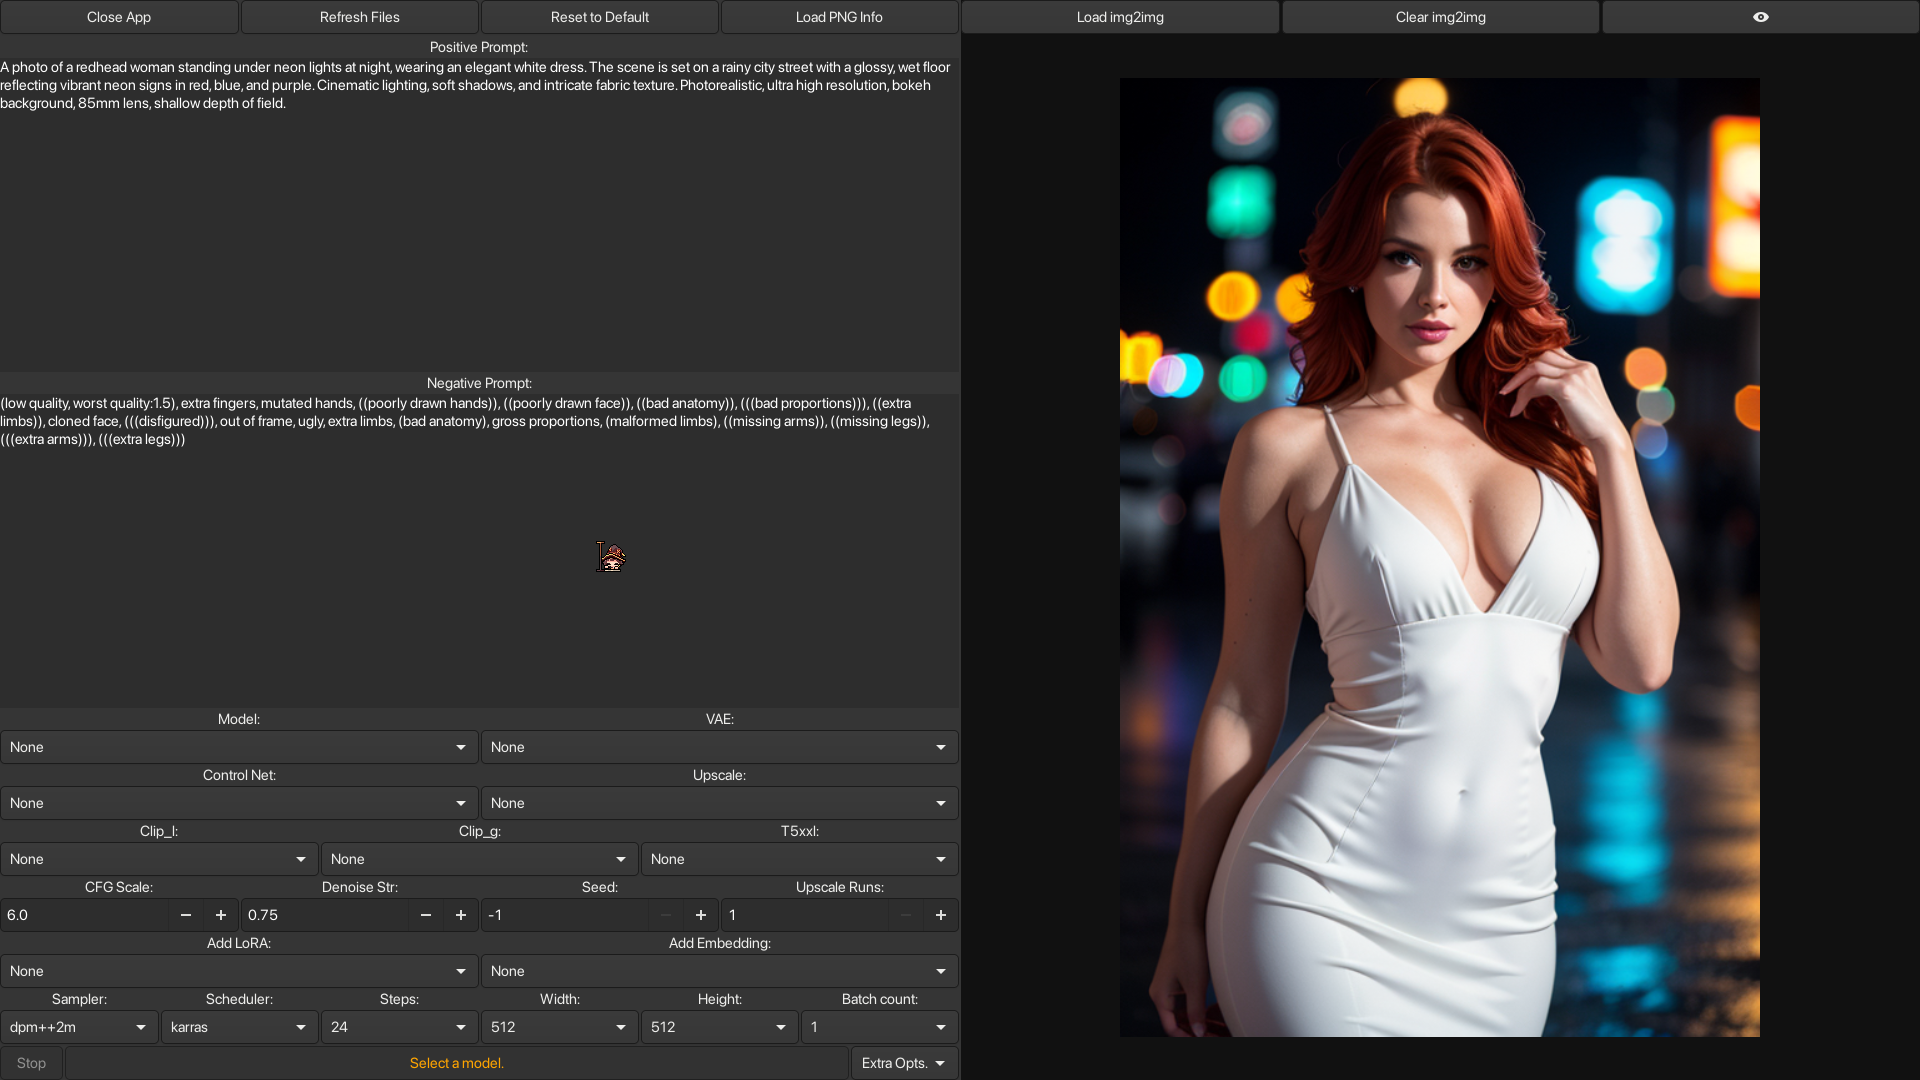 Close App
Refresh Files
Reset to Default
Load PNG Info
Load img2img
Clear img2img
Positive Prompt:
A photo of a redhead woman standing under neon lights at night, wearing an elegant white dress. The scene is set on a rainy city street with a glossy, wet floor
reflecting vibrant neon signs in red, blue, and purple. Cinematic lighting, soft shadows, and intricate fabric texture. Photorealistic, ultra high resolution, bokeh
background, 85mm lens, shallow depth of field.
Negative Prompt:
(low quality, worst quality:1.5), extra fingers, mutated hands, ((poorly drawn hands)), ((poorly drawn face)), ((bad anatomy)), (((bad proportions))), ((extra
limbs)), cloned face, (((disfigured))), out of frame, ugly, extra limbs, (bad anatomy), gross proportions, (malformed limbs), ((missing arms)), ((missing legs)),
(((extra arms))), (((extra legs)))
Model:
VAE:
None
None
Control Net:
Upscale:
None
None
Clip_l:
Clip_g:
T5xxl:
None
None
None
CFG Scale:
Denoise Str:
Seed:
Upscale Runs:
6.0
0.75
-1
1
Add LoRA:
Add Embedding:
None
None
Sampler:
Scheduler:
Steps:
Width:
Height:
Batch count:
dpm++2m
karras
24
512
512
1
Stop
Select a model.
Extra Opts.